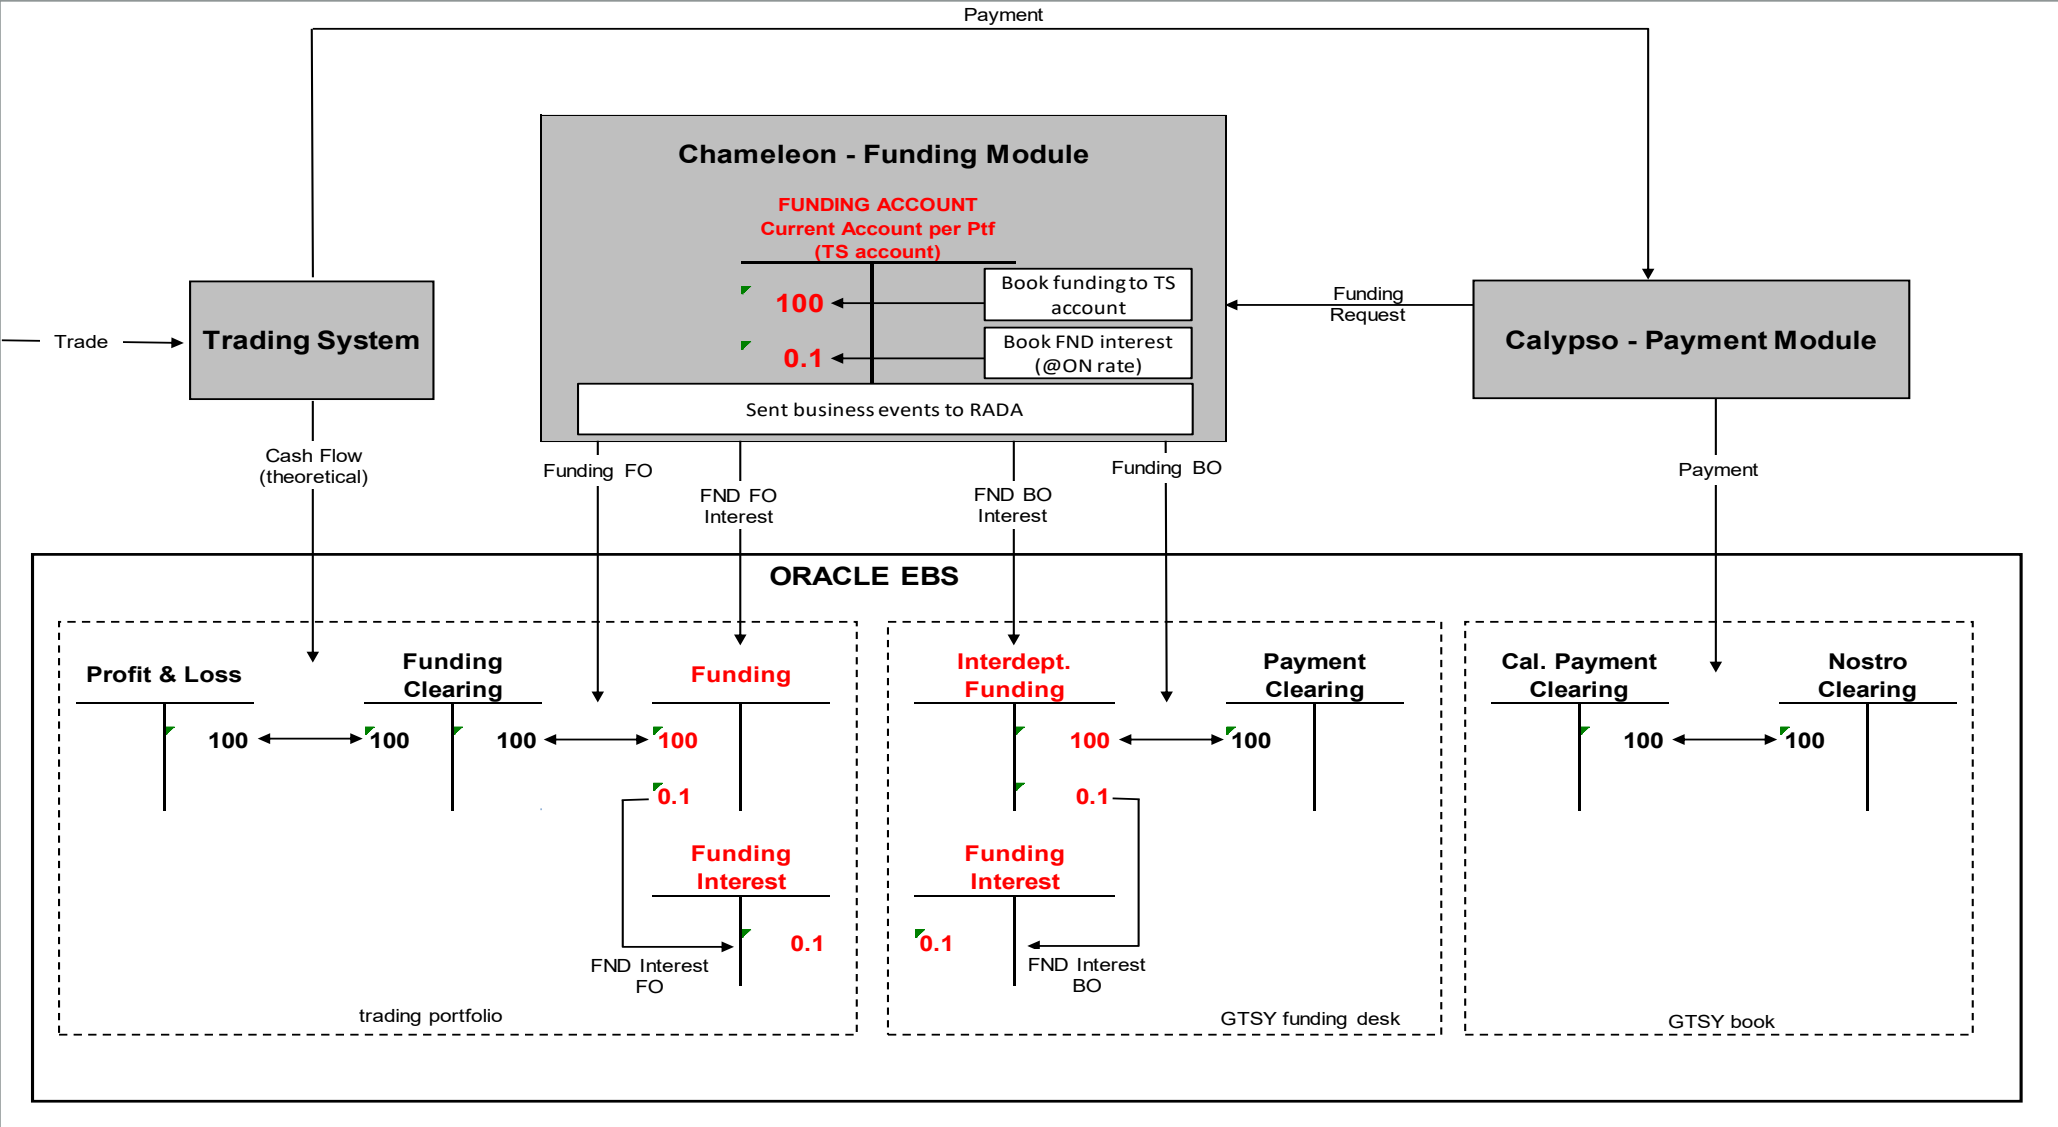 Payment
Chameleon - Funding Module
FUNDING ACCOUNT
Current Account per Ptf
(TS account)
Book funding to TS
account
100
Book FND interest
(@ON rate)
0.1
Sent business events to RADA
Trade
Trading System
Funding
Request
Calypso - Payment Module
Cash Flow
(theoretical)
Funding FO
FND FO
Interest
FND BO
Interest
Funding BO
Payment
ORACLE EBS
Profit & Loss
Funding
Clearing
Funding
Interdept.
Funding
Payment
Clearing
Cal. Payment
Clearing
Nostro
Clearing
100
100
100
100
100
100
100
100
0.1
0.1
Funding
Interest
Funding
Interest
0.1
0.1
FND Interest
FO
FND Interest
BO
trading portfolio
GTSY funding desk
GTSY book